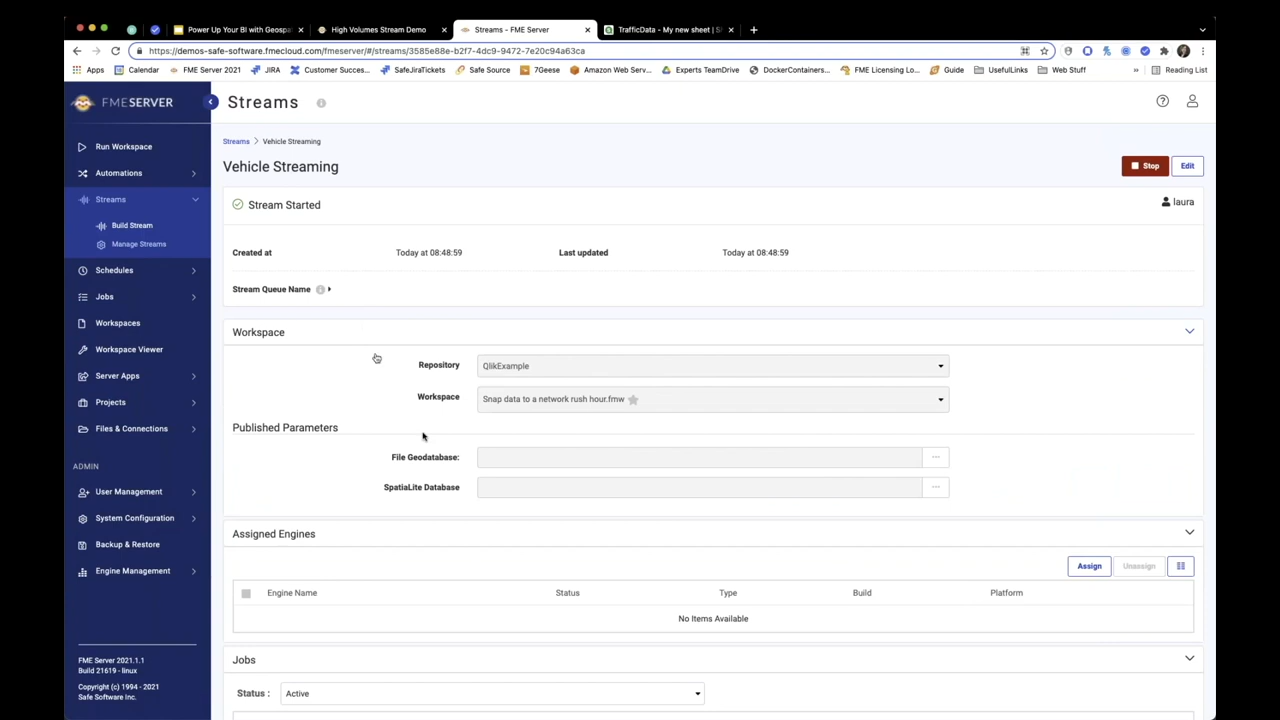 Power Up Your BI with Geospat
High Volumes Stream Demo
Streams - FME Server
TrafficData - My new sheet | S
https://demos-safe-software.fmecloud.com/fmeserver/#/streams/3585e88e-b2f7-4dc9-9472-7e20c94a63ca
Apps
Calendar
FME Server 2021
JIRA
Customer Succes...
SafeJiraTickets
Safe Source
7Geese
Amazon Web Serv...
Experts TeamDrive
DockerContainers...
FME Licensing Lo...
Guide
UsefulLinks
Web Stuff
»
Reading List
FMESERVER
Streams
Run Workspace
Automations
Streams
Build Stream
Manage Streams
Schedules
Jobs
Workspaces
Workspace Viewer
Server Apps
Projects
Files & Connections
ADMIN
User Management
System Configuration
Backup & Restore
Engine Management
FME Server 2021.1.1
Build 21619 - linux
Copyright (c) 1994 - 2021
Safe Software Inc.
Streams > Vehicle Streaming
Vehicle Streaming
Stop
Edit
Stream Started
laura
Created at Today at 08:48:59 Last updated Today at 08:48:59
Stream Queue Name
Workspace
Repository QlikExample
Workspace Snap data to a network rush hour.fmw
Published Parameters
File Geodatabase: ...
SpatiaLite Database ...
Assigned Engines
Assign
Unassign
Engine Name Status Type Build Platform
No Items Available
Jobs
Status : Active